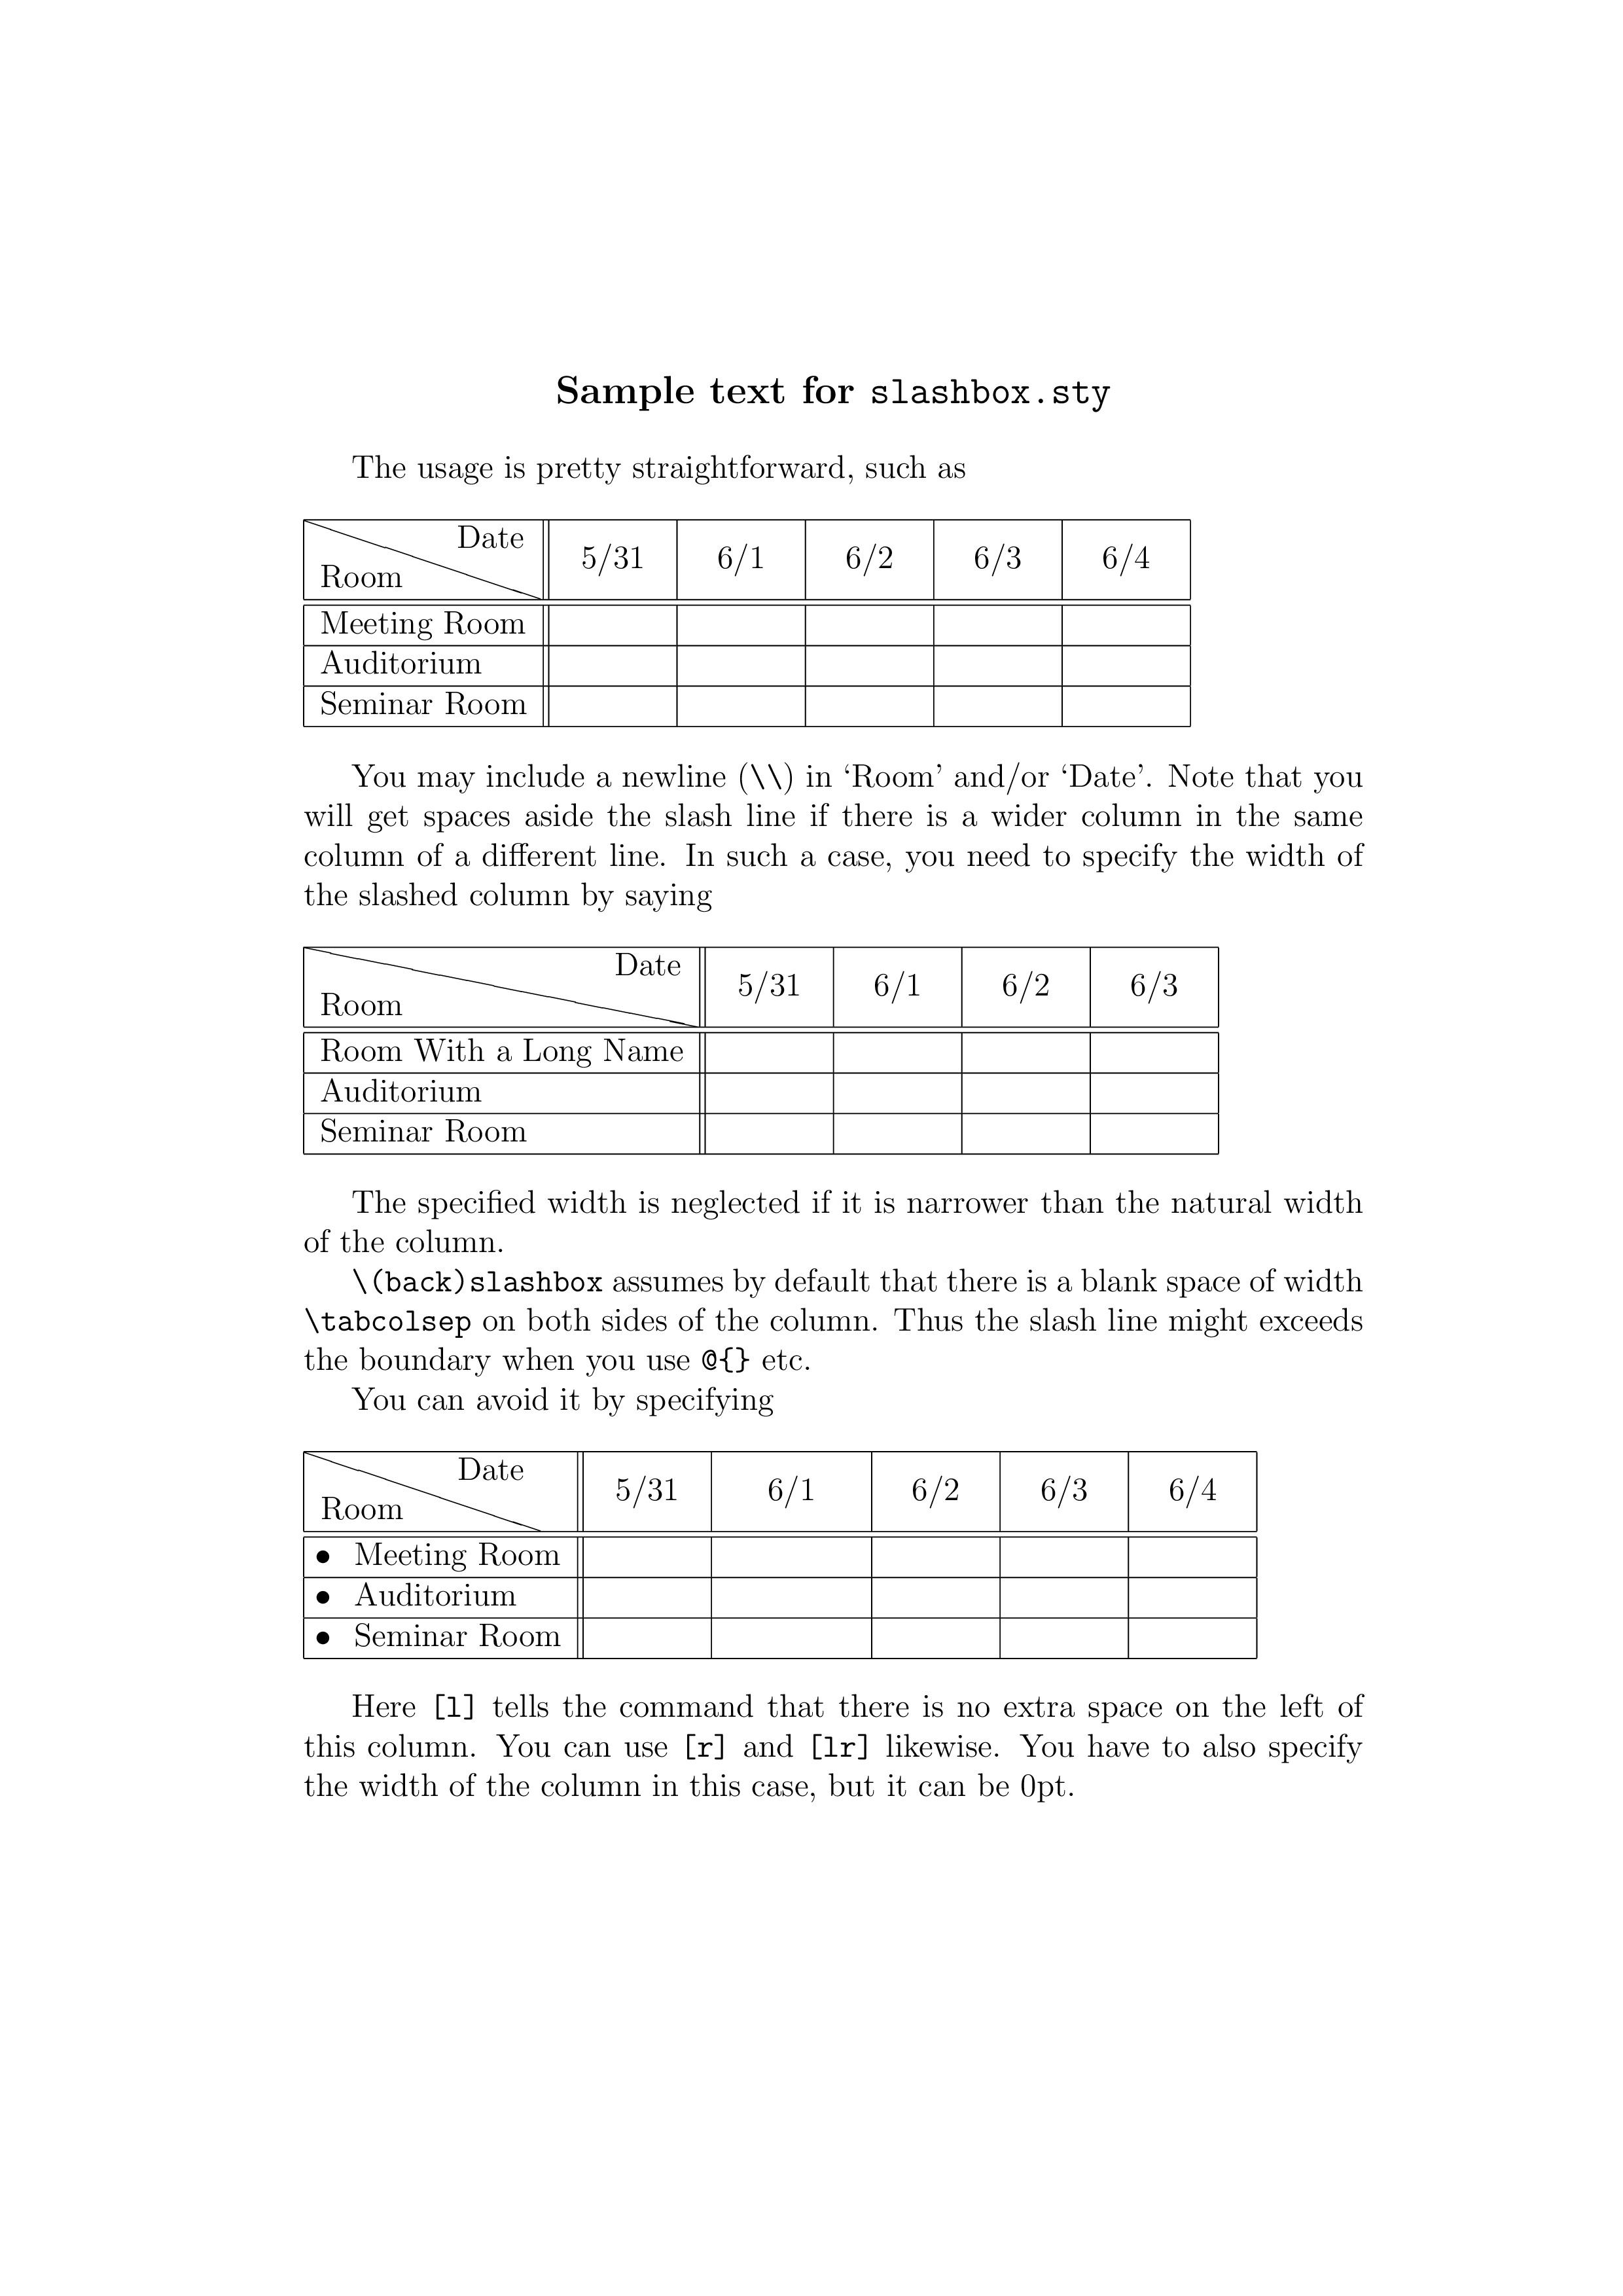 Sample text for slashbox.sty
The usage is pretty straightforward, such as
Date
Room
5/31 6/1 6/2 6/3 6/4
Meeting Room
Auditorium
Seminar Room
You may include a newline (\\) in ‘Room’ and/or ‘Date’. Note that you
will get spaces aside the slash line if there is a wider column in the same
column of a different line. In such a case, you need to specify the width of
the slashed column by saying
Date
Room
5/31 6/1 6/2 6/3
Room With a Long Name
Auditorium
Seminar Room
The specified width is neglected if it is narrower than the natural width
of the column.
\(back)slashbox assumes by default that there is a blank space of width
\tabcolsep on both sides of the column. Thus the slash line might exceeds
the boundary when you use @{} etc.
You can avoid it by specifying
Date
Room
5/31 6/1 6/2 6/3 6/4
• Meeting Room
• Auditorium
• Seminar Room
Here [l] tells the command that there is no extra space on the left of
this column. You can use [r] and [lr] likewise. You have to also specify
the width of the column in this case, but it can be 0pt.